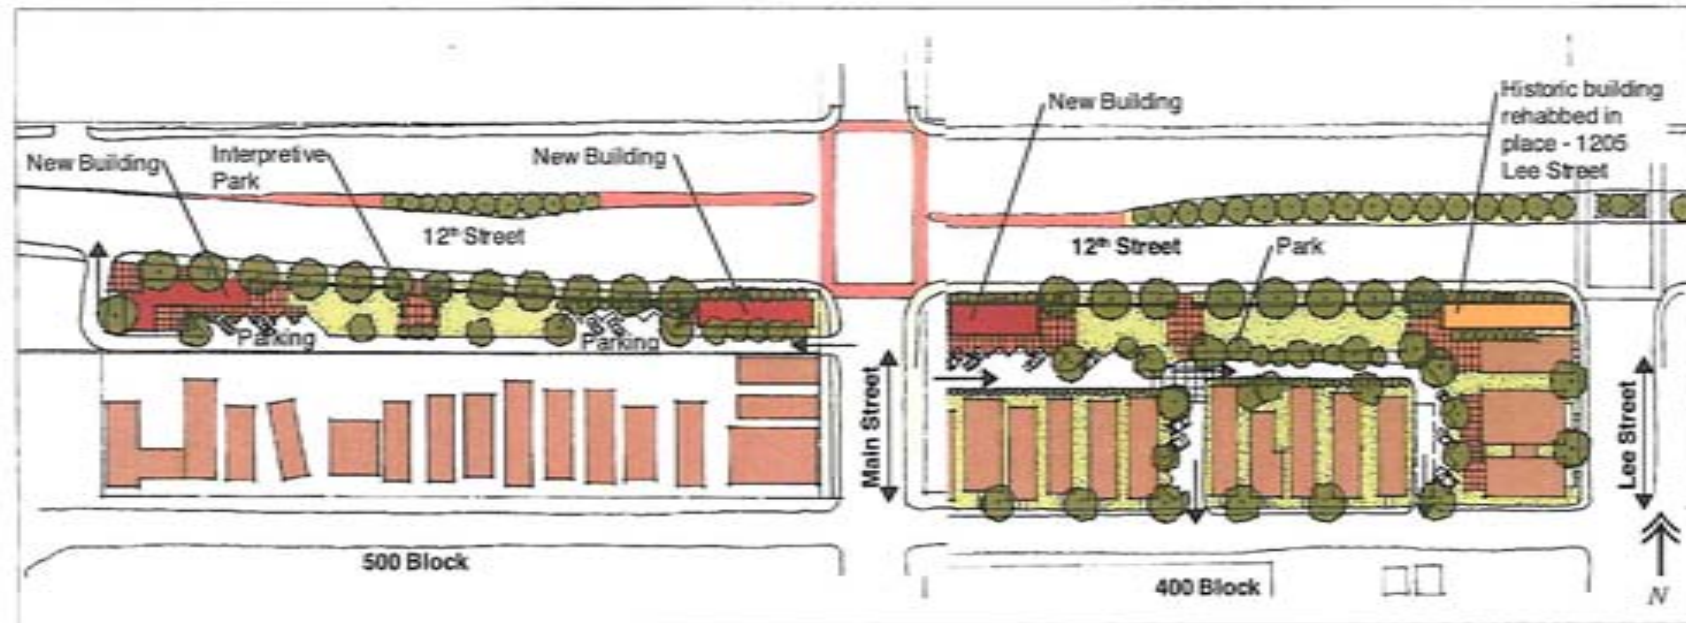 New Building
Interpretive
Park
New Building
12th Street
Parking
Parking
Main Street
500 Block
New Building
Historic building
rehabbed in
place - 1205
Lee Street
12th Street
Park
Lee Street
400 Block
N